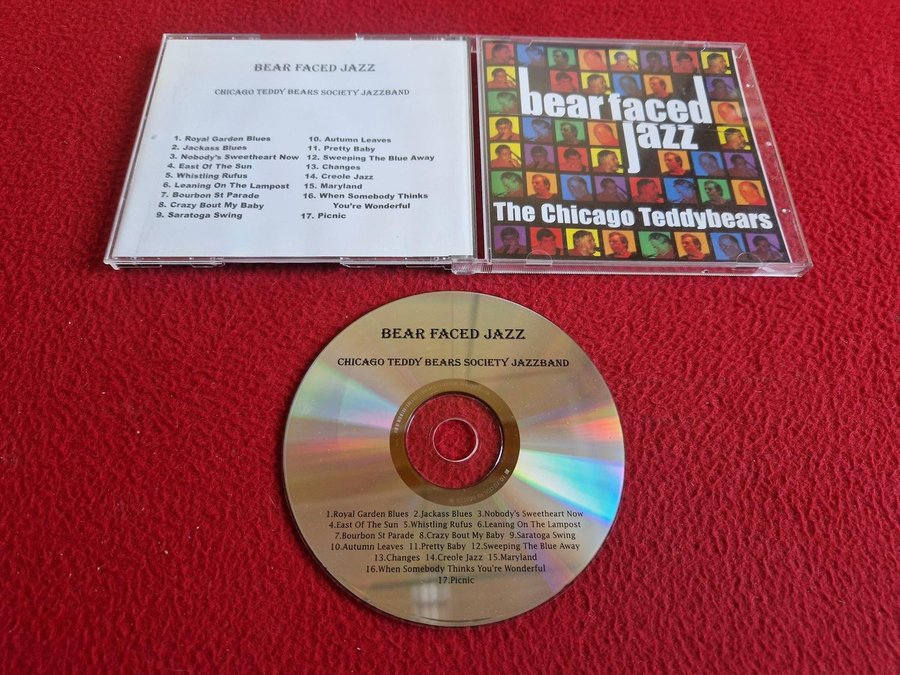 BEAR FACED JAZZ
CHICAGO TEDDY BEARS SOCIETY JAZZBAND
1. Royal Garden Blues
2. Jackass Blues
3. Nobody's Sweetheart Now
4. East Of The Sun
5. Whistling Rufus
6. Leaning On The Lampost
7. Bourbon St Parade
8. Crazy Bout My Baby
9. Saratoga Swing
10. Autumn Leaves
11. Pretty Baby
12. Sweeping The Blue Away
13. Changes
14. Creole Jazz
15. Maryland
16. When Somebody Thinks
You're Wonderful
17. Picnic
bear faced
jazz
The Chicago Teddybears
BEAR FACED JAZZ
CHICAGO TEDDY BEARS SOCIETY JAZZBAND
1.Royal Garden Blues 2.Jackass Blues 3.Nobody's Sweetheart Now
4.East Of The Sun 5.Whistling Rufus 6.Leaning On The Lampost
7.Bourbon St Parade 8.Crazy Bout My Baby 9.Saratoga Swing
10.Autumn Leaves 11.Pretty Baby 12.Sweeping The Blue Away
13.Changes 14.Creole Jazz 15.Maryland
16.When Somebody Thinks You're Wonderful
17.Picnic